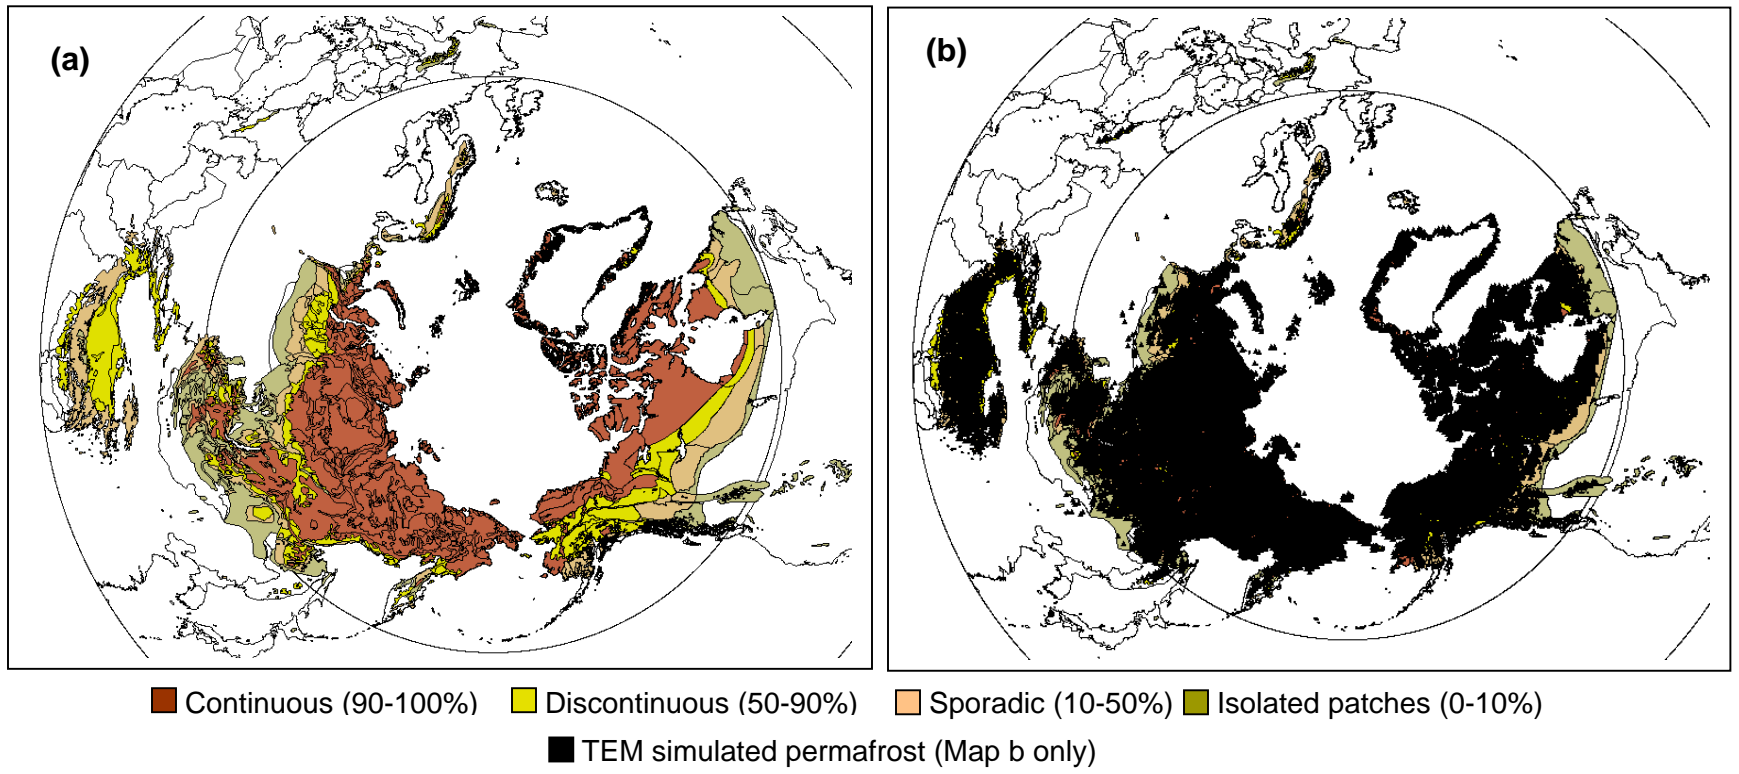 (a)
(b)
Continuous (90-100%) Discontinuous (50-90%) Sporadic (10-50%) Isolated patches (0-10%)
TEM simulated permafrost (Map b only)